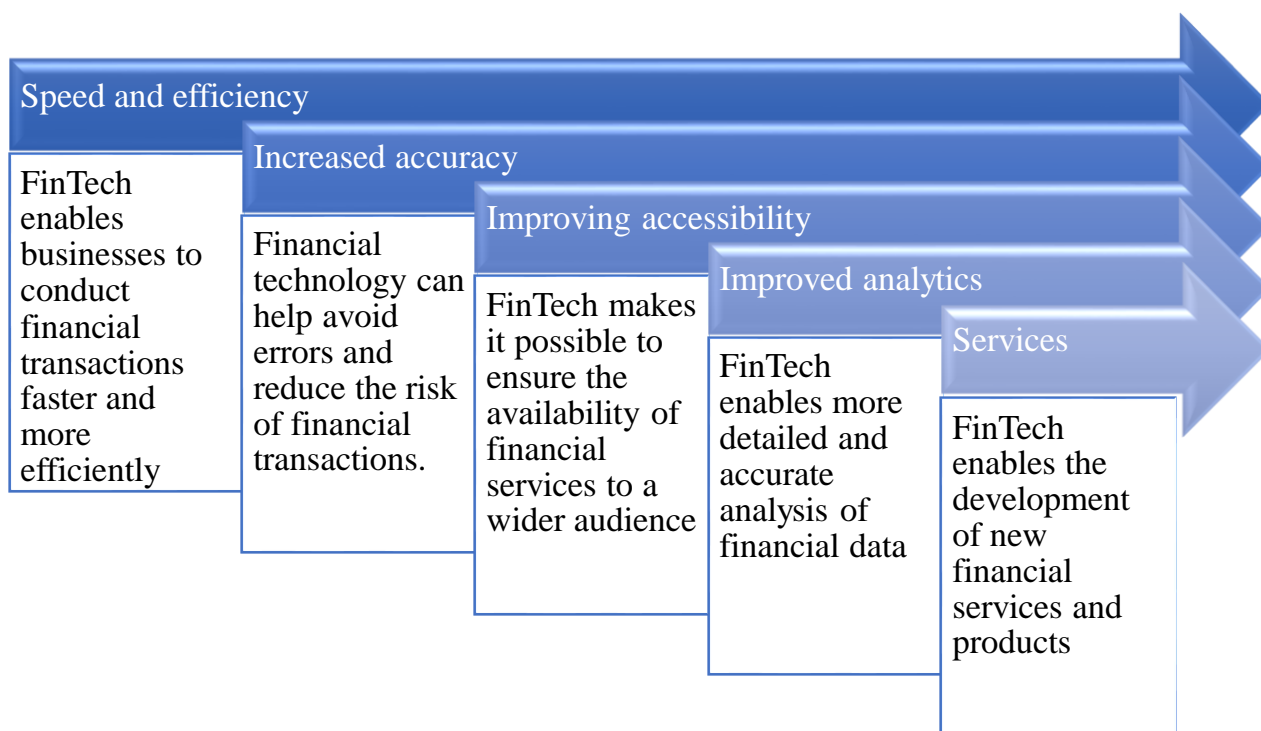 Speed and efficiency
FinTech
enables
businesses to
conduct
financial
transactions
faster and
more
efficiently
Increased accuracy
Financial
technology can
help avoid
errors and
reduce the risk
of financial
transactions.
Improving accessibility
FinTech makes
it possible to
ensure the
availability of
financial
services to a
wider audience
Improved analytics
FinTech
enables more
detailed and
accurate
analysis of
financial data
Services
FinTech
enables the
development
of new
financial
services and
products